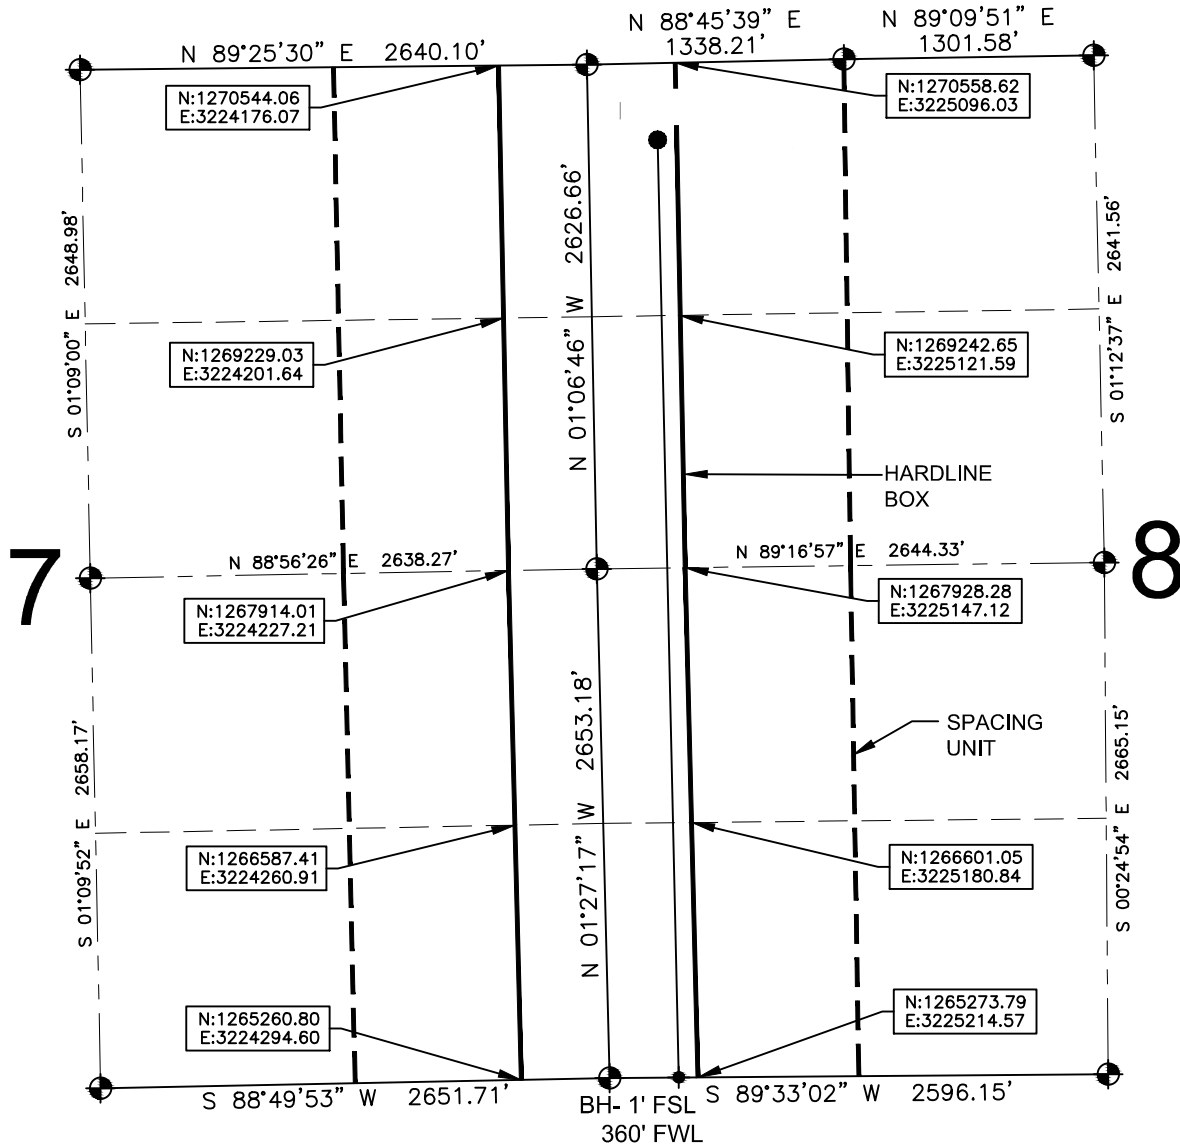 N 88°45'39" E
1338.21'
N 89°09'51" E
1301.58'
N 89°25'30" E 2640.10'
N:1270544.06
E:3224176.07
N:1270558.62
E:3225096.03
S 01°09'00" E 2648.98'
N 01°06'46" W 2626.66'
S 01°12'37" E 2641.56'
N:1269229.03
E:3224201.64
N:1269242.65
E:3225121.59
HARDLINE
BOX
7
N 88°56'26" E 2638.27'
N 89°16'57" E 2644.33'
8
N:1267914.01
E:3224227.21
N:1267928.28
E:3225147.12
SPACING
UNIT
S 01°09'52" E 2658.17'
N 01°27'17" W 2653.18'
S 00°24'54" E 2665.15'
N:1266587.41
E:3224260.91
N:1266601.05
E:3225180.84
N:1265260.80
E:3224294.60
N:1265273.79
E:3225214.57
S 88°49'53" W 2651.71'
S 89°33'02" W 2596.15'
BH- 1' FSL
360' FWL